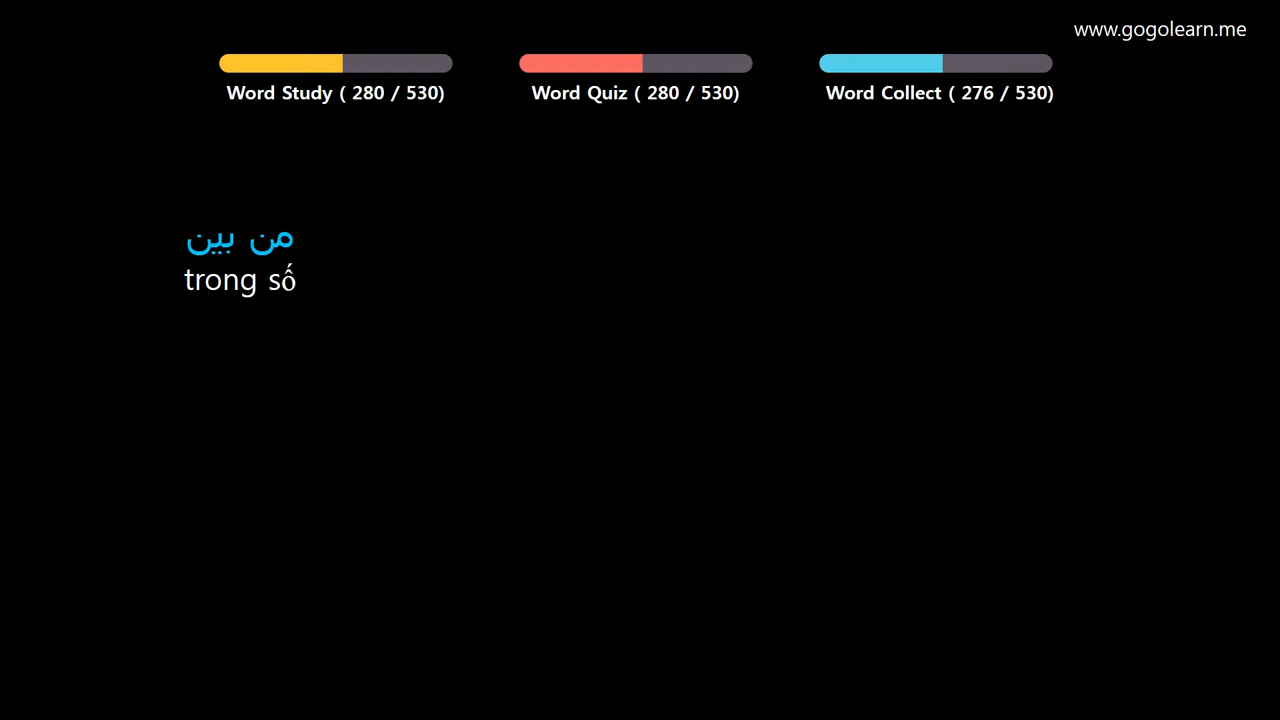 www.gogolearn.me
Word Study ( 280 / 530)
Word Quiz ( 280 / 530)
Word Collect ( 276 / 530)
من بين
trong số